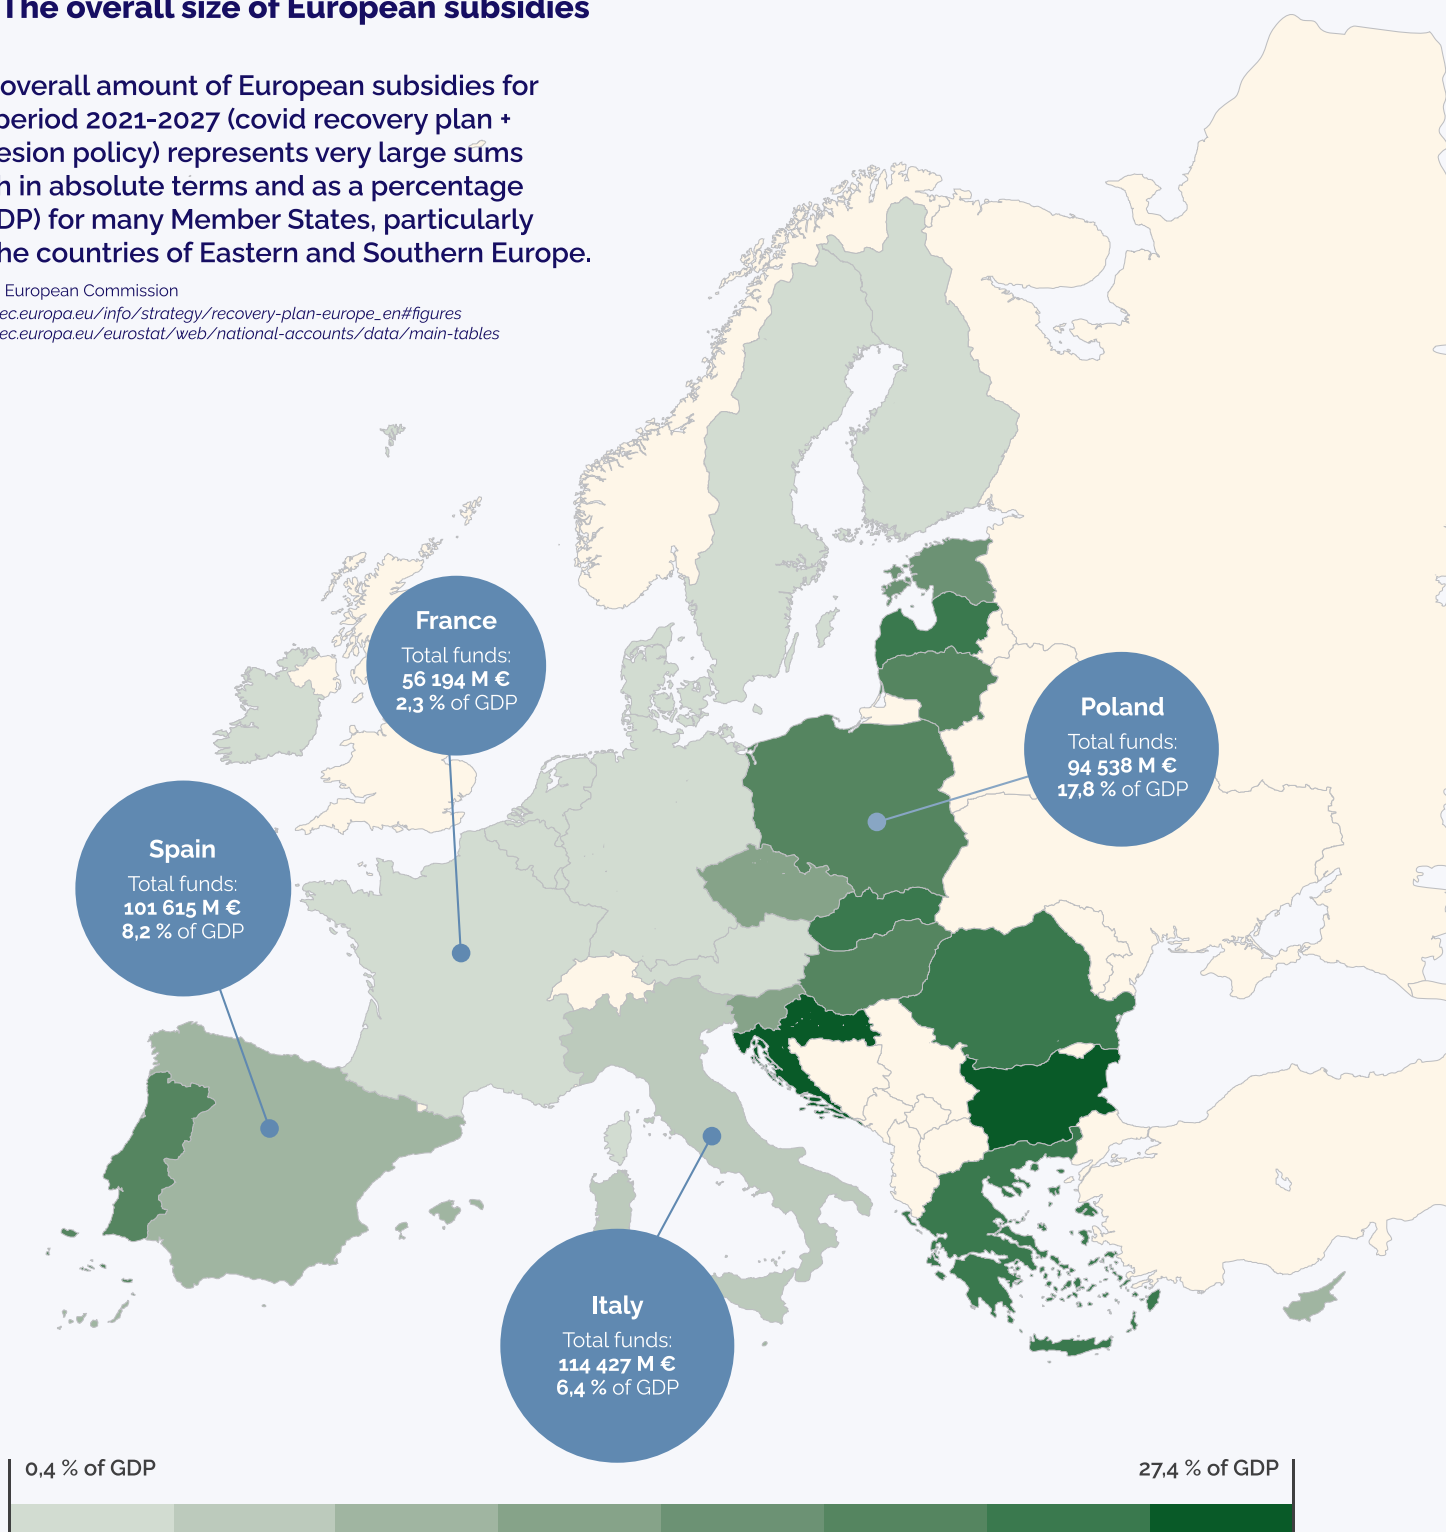 The overall size of European subsidies
overall amount of European subsidies for
period 2021-2027 (covid recovery plan +
esion policy) represents very large sums
in absolute terms and as a percentage
DP) for many Member States, particularly
he countries of Eastern and Southern Europe.
European Commission
ec.europa.eu/info/strategy/recovery-plan-europe_en#figures
ec.europa.eu/eurostat/web/national-accounts/data/main-tables
France
Total funds:
56 194 M €
2,3 % of GDP
Poland
Total funds:
94 538 M €
17,8 % of GDP
Spain
Total funds:
101 615 M €
8,2 % of GDP
Italy
Total funds:
114 427 M €
6,4 % of GDP
0,4 % of GDP
27,4 % of GDP